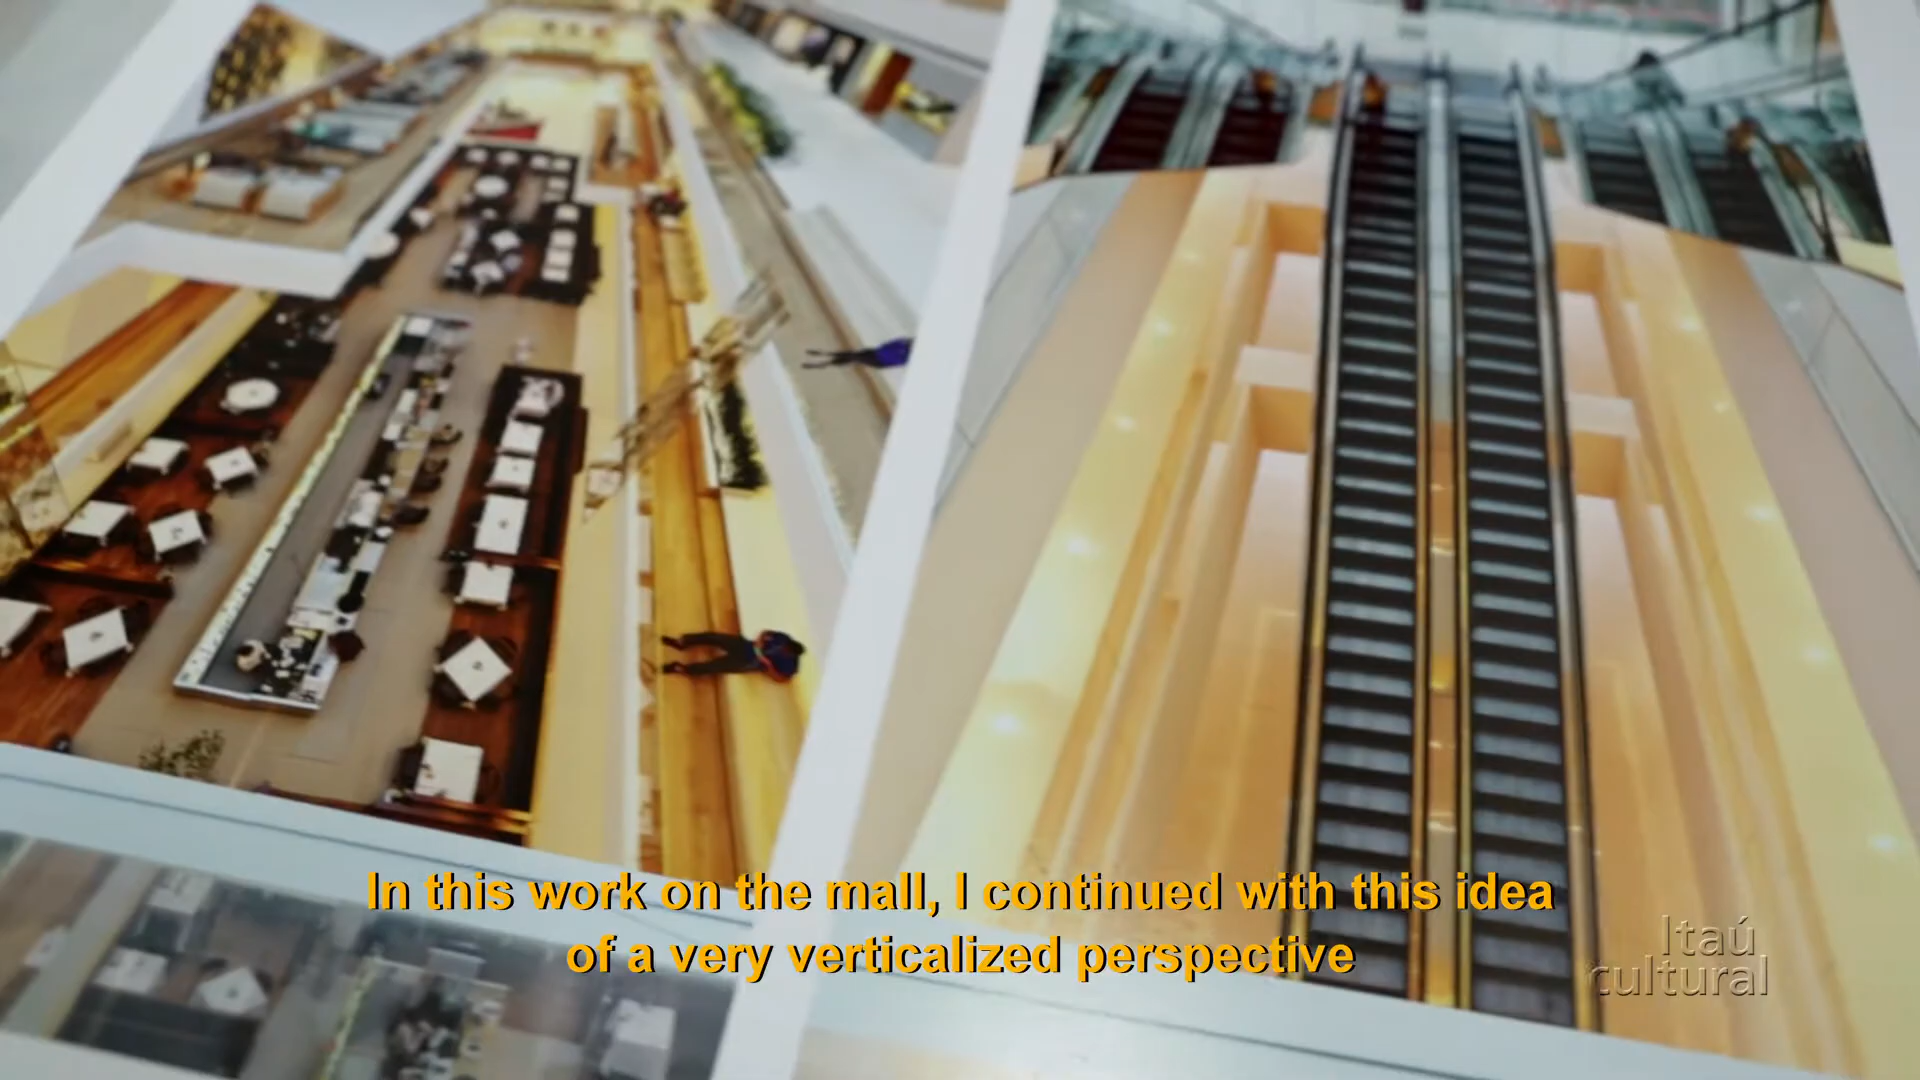 In this work on the mall, I continued with this idea
of a very verticalized perspective
Itaú
cultural